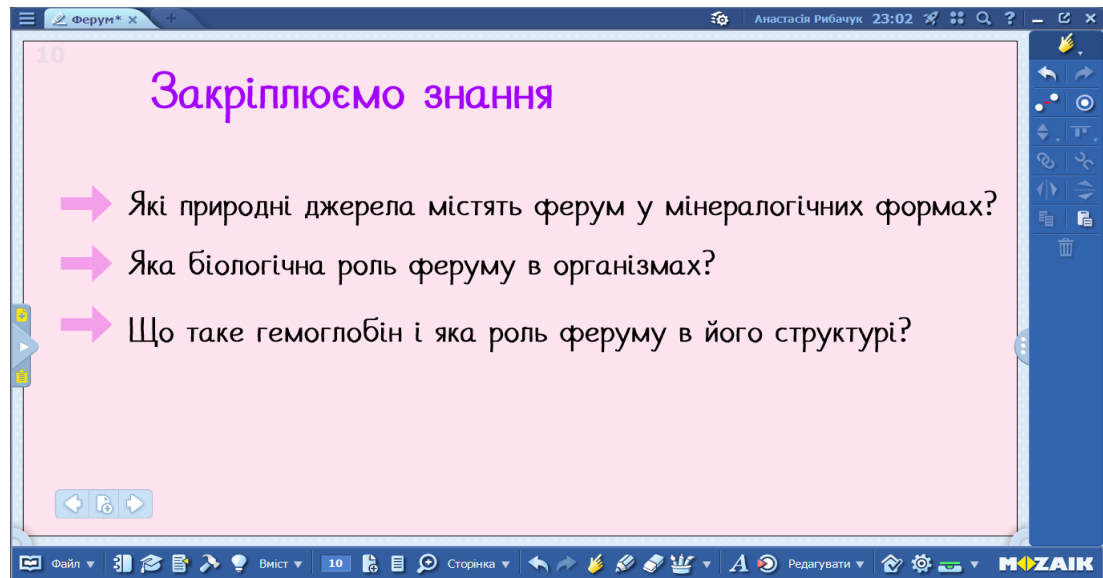 Ферум* x
Анастасія Рибачук 23:02
10
Закріплюємо знання
Які природні джерела містять ферум у мінералогічних формах?
Яка біологічна роль феруму в організмах?
Що таке гемоглобін і яка роль феруму в його структурі?
Файл Вміст 10 Сторінка Редагувати MOZAIK